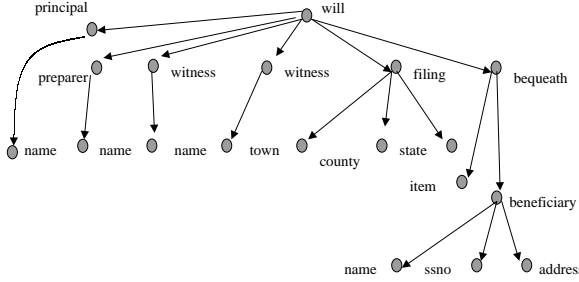 principal
will
preparer
witness
witness
filing
bequeath
name
name
name
town
county
state
item
beneficiary
name
ssno
addres